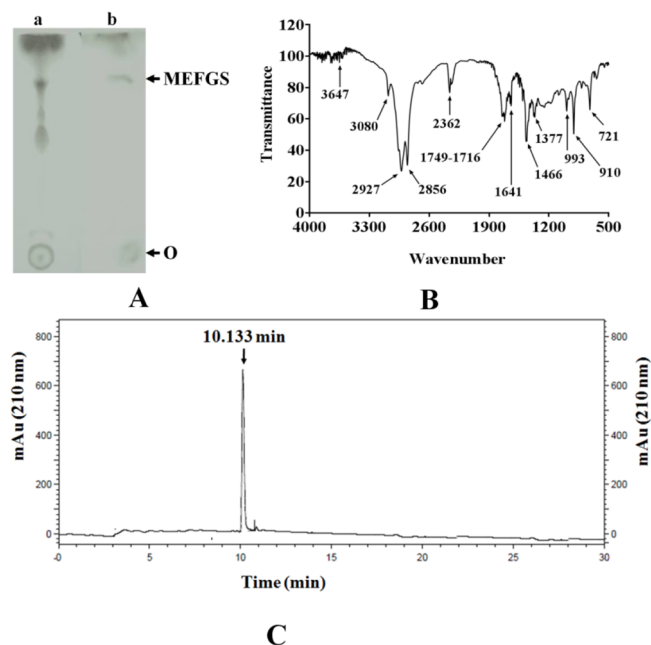 a b
MEFGS
O
A
120
100
80
60
40
20
0
Transmittance
3647
3080
2927
2856
2362
1749-1716
1641
1466
1377
993
910
721
4000 3300 2600 1900 1200 500
Wavenumber
B
10.133 min
800
600
400
200
0
mAu (210 nm)
800
600
400
200
0
mAu (210 nm)
-0 5 10 15 20 25 30
Time (min)
C